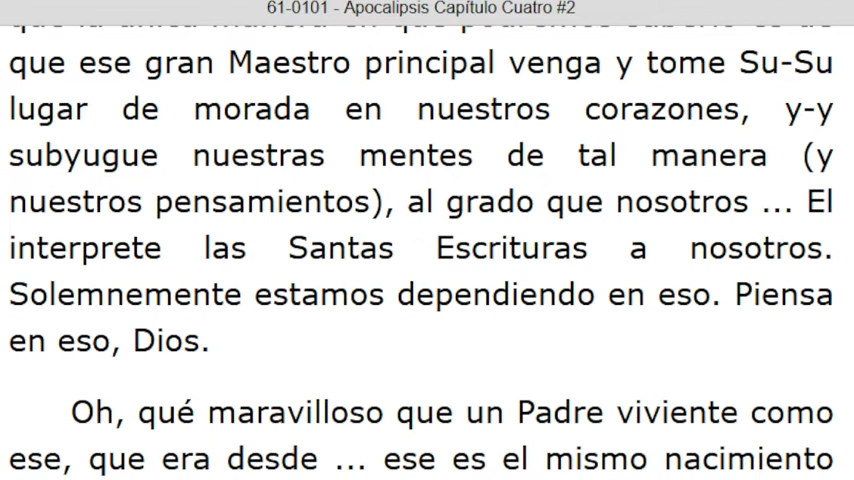 61-0101 - Apocalipsis Capítulo Cuatro #2
que ese gran Maestro principal venga y tome Su-Su
lugar de morada en nuestros corazones, y-y
subyugue nuestras mentes de tal manera (y
nuestros pensamientos), al grado que nosotros ... El
interprete las Santas Escrituras a nosotros.
Solemnemente estamos dependiendo en eso. Piensa
en eso, Dios.
Oh, qué maravilloso que un Padre viviente como
ese, que era desde ... ese es el mismo nacimiento